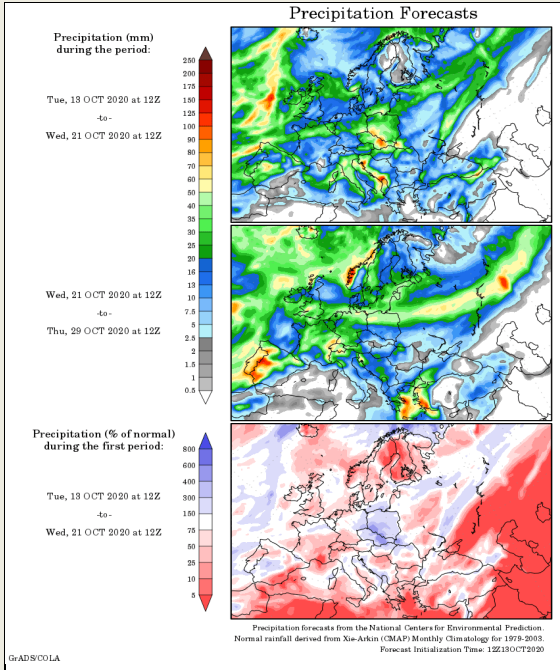 Precipitation Forecasts
Precipitation (mm)
during the period:
Tue, 13 OCT 2020 at 12Z
-to-
Wed, 21 OCT 2020 at 12Z
250
200
175
150
125
100
90
80
70
60
50
40
35
30
25
20
16
13
10
7.5
5
2.5
2
1.5
1
0.5
Wed, 21 OCT 2020 at 12Z
-to-
Thu, 29 OCT 2020 at 12Z
Precipitation (% of normal)
during the first period:
Tue, 13 OCT 2020 at 12Z
-to-
Wed, 21 OCT 2020 at 12Z
800
600
400
300
150
75
50
25
10
5
Precipitation forecasts from the National Centers for Environmental Prediction.
Normal rainfall derived from Xie-Arkin (CMAP) Monthly Climatology for 1979-2003.
Forecast Initialization Time: 12Z13OCT2020
GrADS/COLA